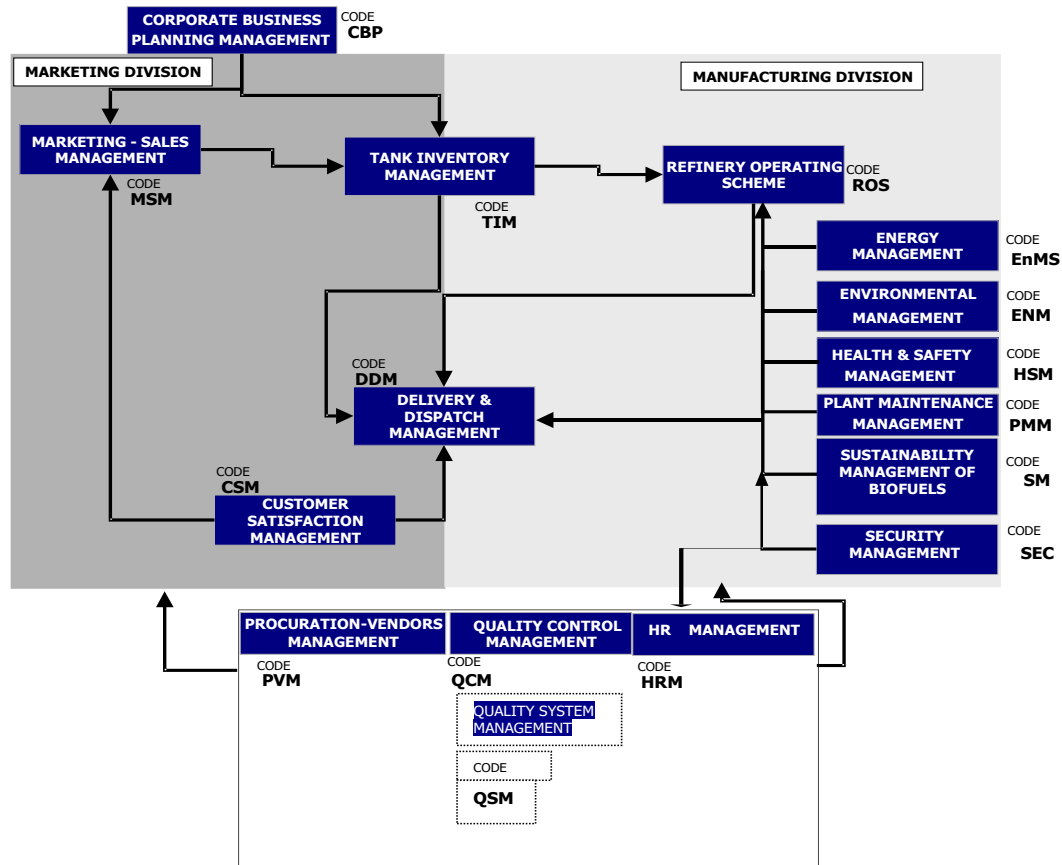 CORPORATE BUSINESS
PLANNING MANAGEMENT
CODE
CBP
MARKETING DIVISION
MANUFACTURING DIVISION
MARKETING - SALES
MANAGEMENT
CODE
MSM
TANK INVENTORY
MANAGEMENT
CODE
TIM
REFINERY OPERATING
SCHEME
CODE
ROS
ENERGY
MANAGEMENT
CODE
EnMS
ENVIRONMENTAL
MANAGEMENT
CODE
ENM
HEALTH & SAFETY
MANAGEMENT
CODE
HSM
CODE
DDM
DELIVERY &
DISPATCH
MANAGEMENT
PLANT MAINTENANCE
MANAGEMENT
CODE
PMM
SUSTAINABILITY
MANAGEMENT OF
BIOFUELS
CODE
SM
CODE
CSM
CUSTOMER
SATISFACTION
MANAGEMENT
SECURITY
MANAGEMENT
CODE
SEC
PROCURATION-VENDORS
MANAGEMENT
CODE
PVM
QUALITY CONTROL
MANAGEMENT
CODE
QCM
HR MANAGEMENT
CODE
HRM
QUALITY SYSTEM
MANAGEMENT
CODE
QSM